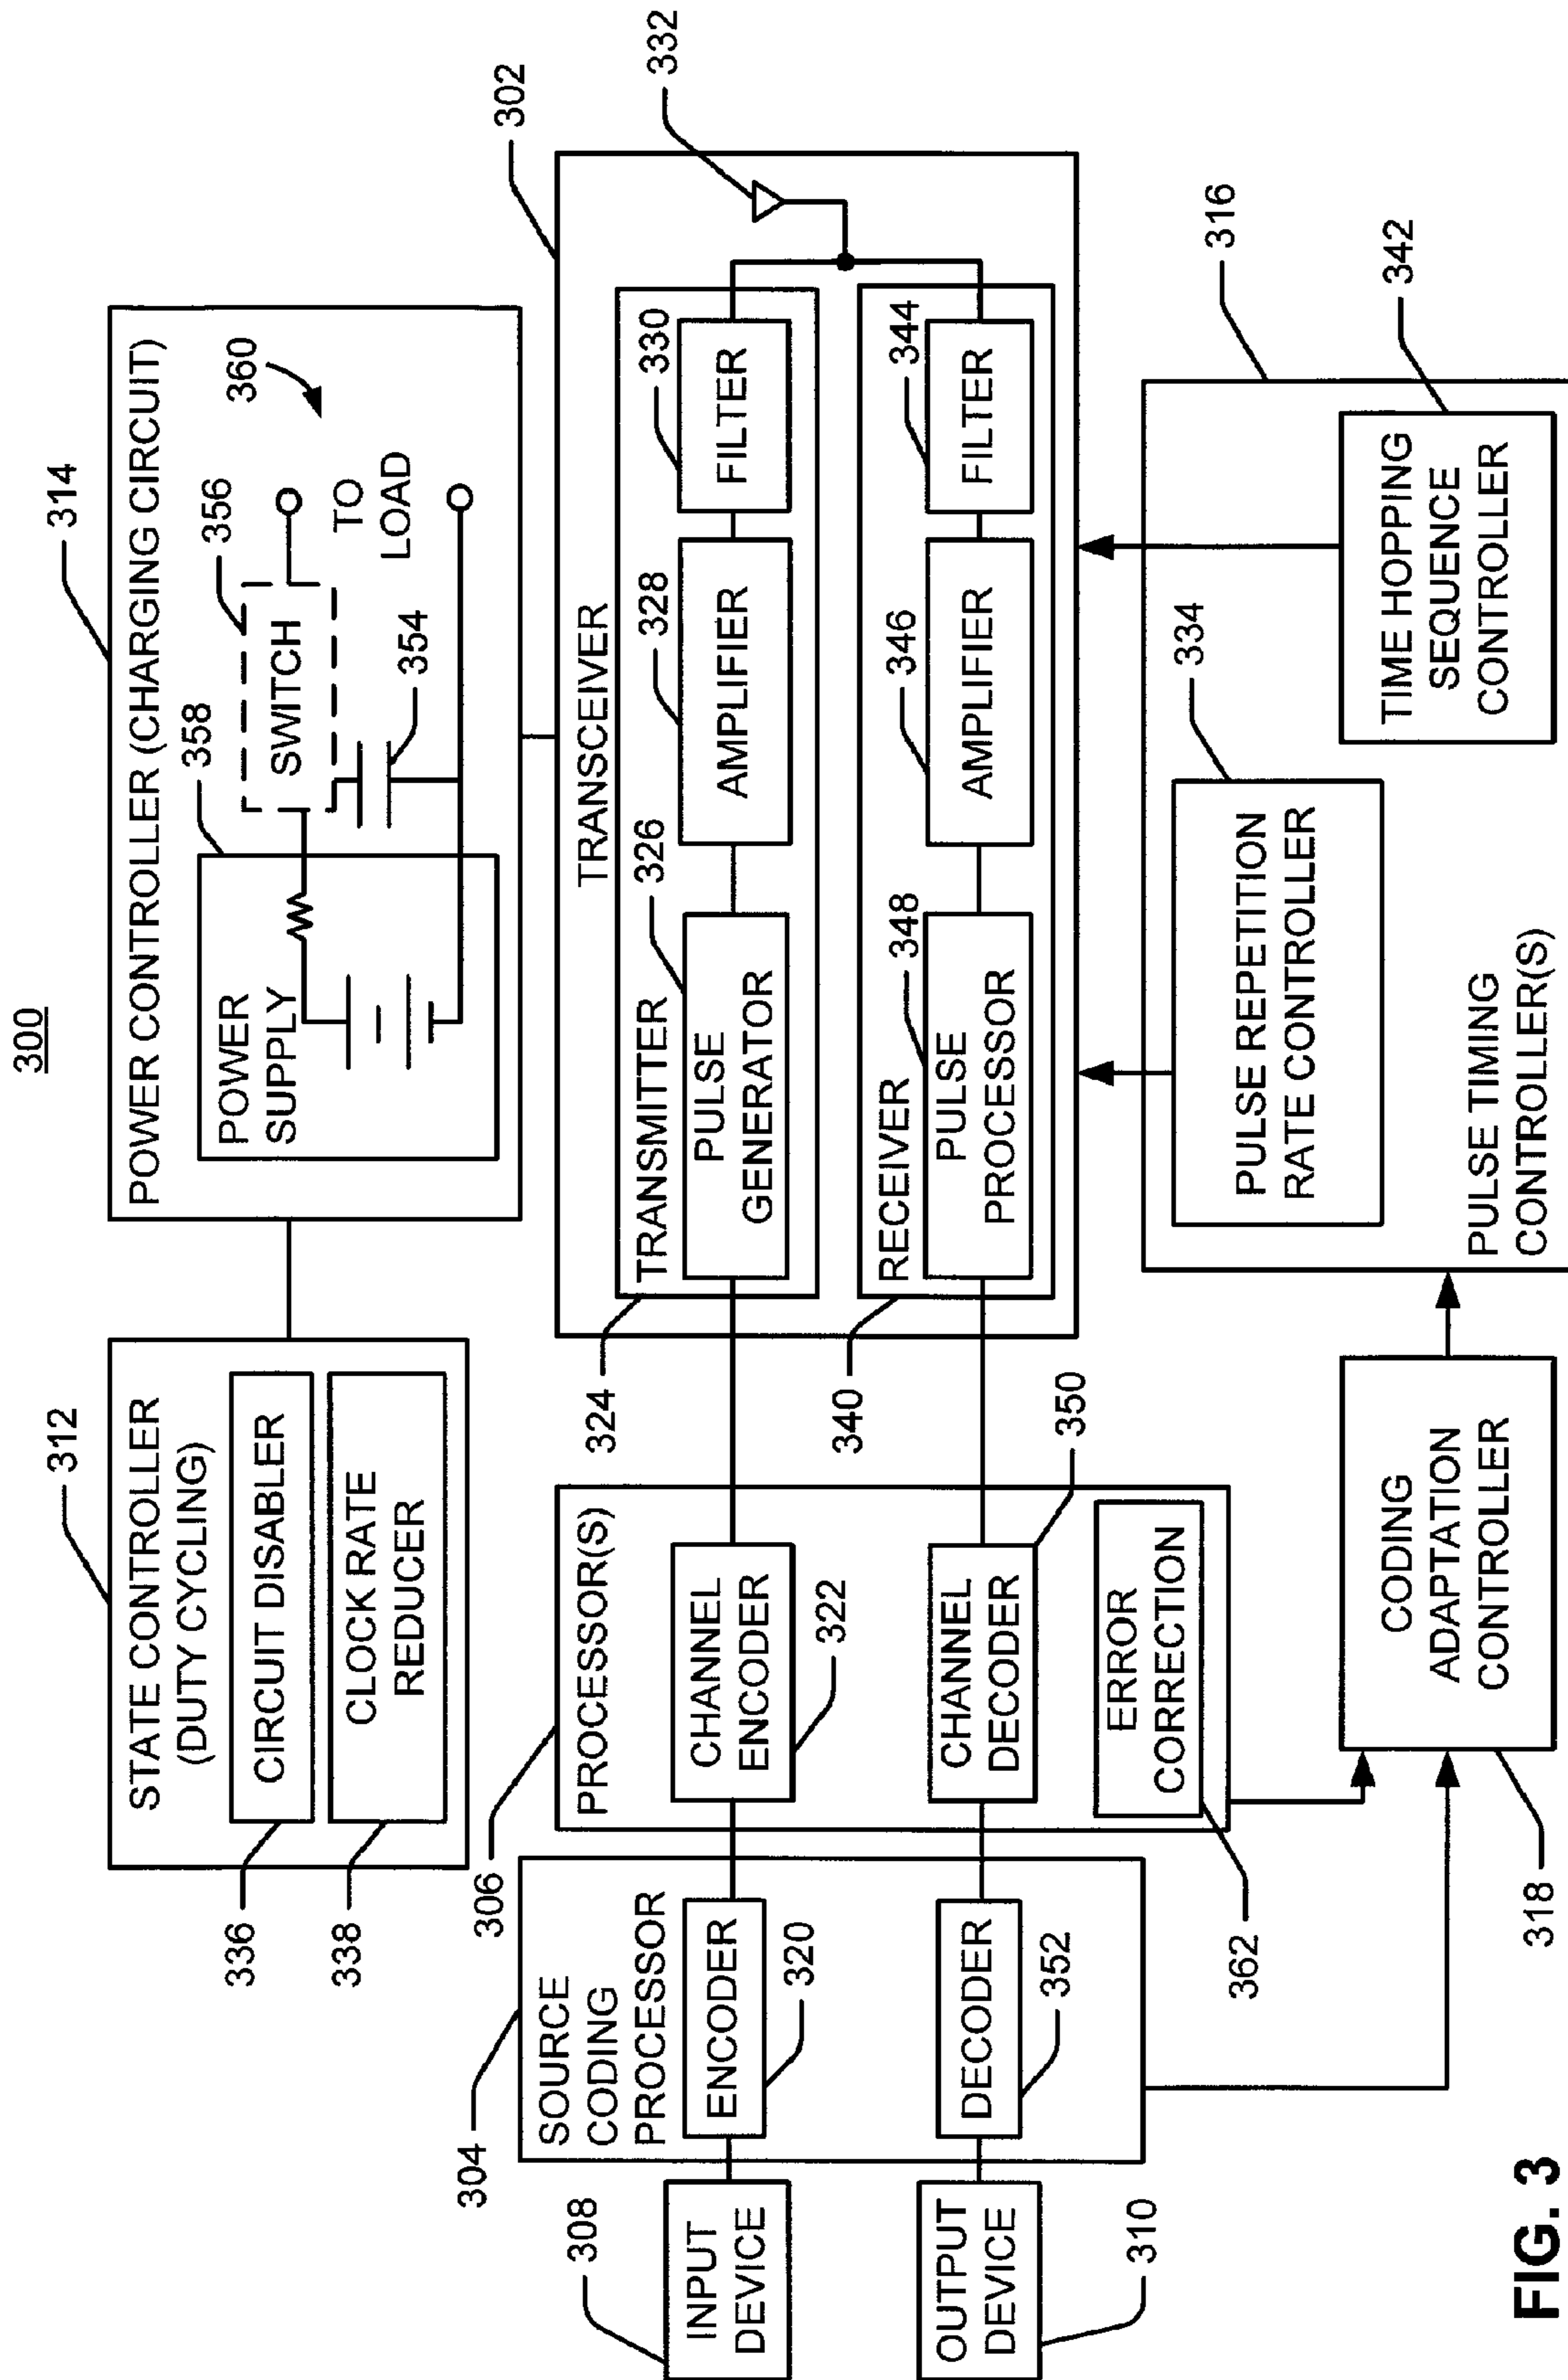 300
312
STATE CONTROLLER
(DUTY CYCLING)
CIRCUIT DISABLER
CLOCK RATE
REDUCER
336
338
314
POWER CONTROLLER (CHARGING CIRCUIT)
358
356
360
POWER
SUPPLY
SWITCH
TO
LOAD
354
302
332
TRANSCEIVER
TRANSMITTER
324
326
PULSE
GENERATOR
328
AMPLIFIER
330
FILTER
RECEIVER
340
348
PULSE
PROCESSOR
346
AMPLIFIER
344
FILTER
306
PROCESSOR(S)
CHANNEL
ENCODER
322
CHANNEL
DECODER
350
ERROR
CORRECTION
362
304
SOURCE
CODING
PROCESSOR
ENCODER
320
DECODER
352
308
INPUT
DEVICE
OUTPUT
DEVICE
310
318
CODING
ADAPTATION
CONTROLLER
316
334
PULSE REPETITION
RATE CONTROLLER
342
TIME HOPPING
SEQUENCE
CONTROLLER
PULSE TIMING
CONTROLLER(S)
FIG. 3